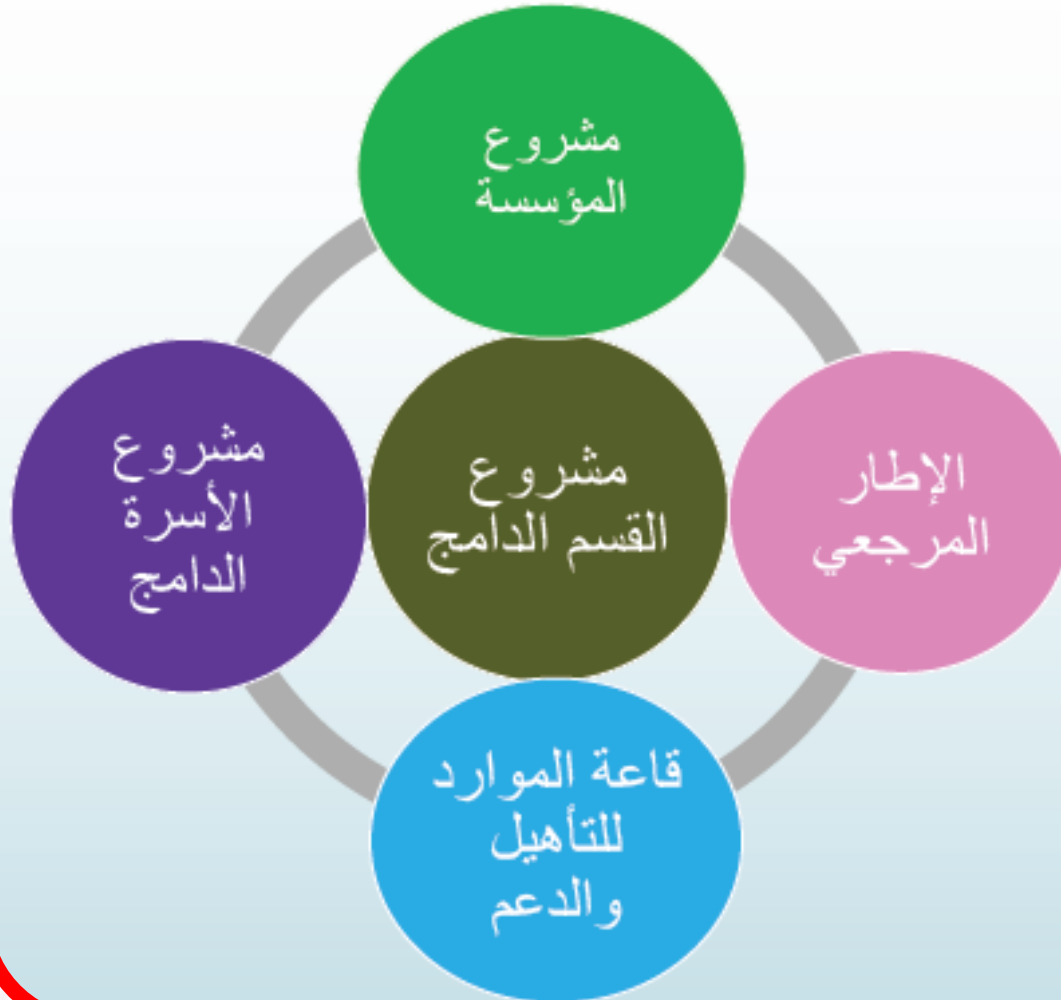 مشروع
المؤسسة
الإطار
المرجعي
مشروع
القسم الدامج
مشروع
الأسرة
الدامج
قاعة الموارد
للتأهيل
والدعم